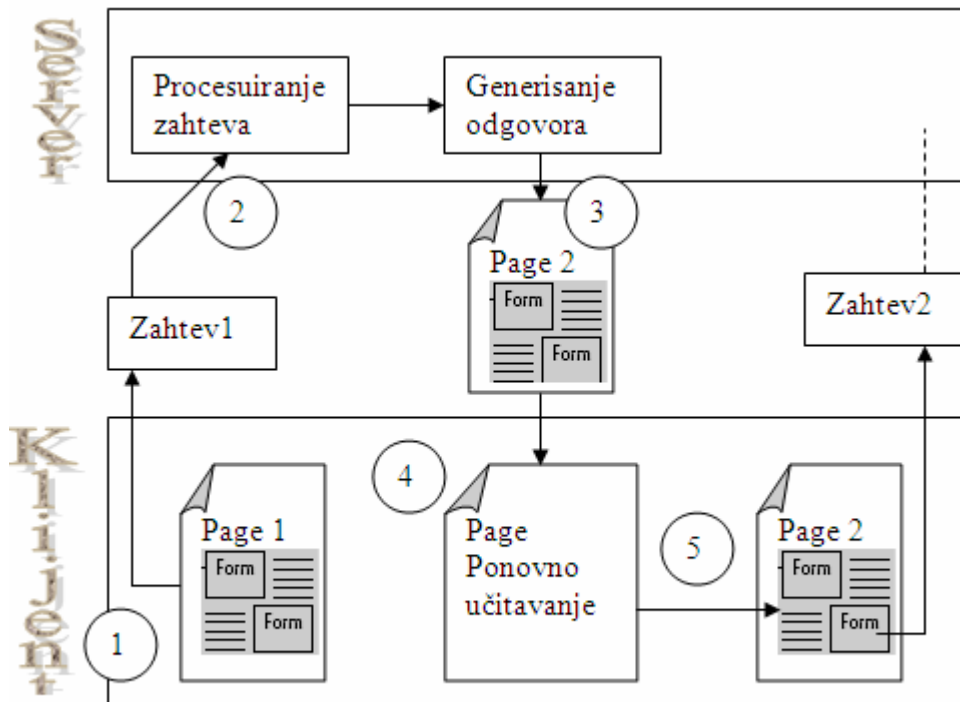 Server
Procesuiranje
zahteva
Generisanje
odgovora
2
3
Page 2
Form
Form
Zahtev1
Zahtev2
Klijent
4
Page 1
Form
Form
Page
Ponovno
učitavanje
5
Page 2
Form
Form
1